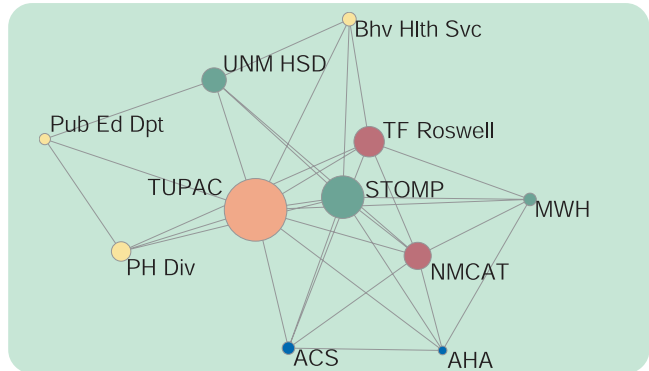 Bhv Hlth Svc
UNM HSD
Pub Ed Dpt
TF Roswell
TUPAC
STOMP
MWH
PH Div
NMCAT
ACS
AHA